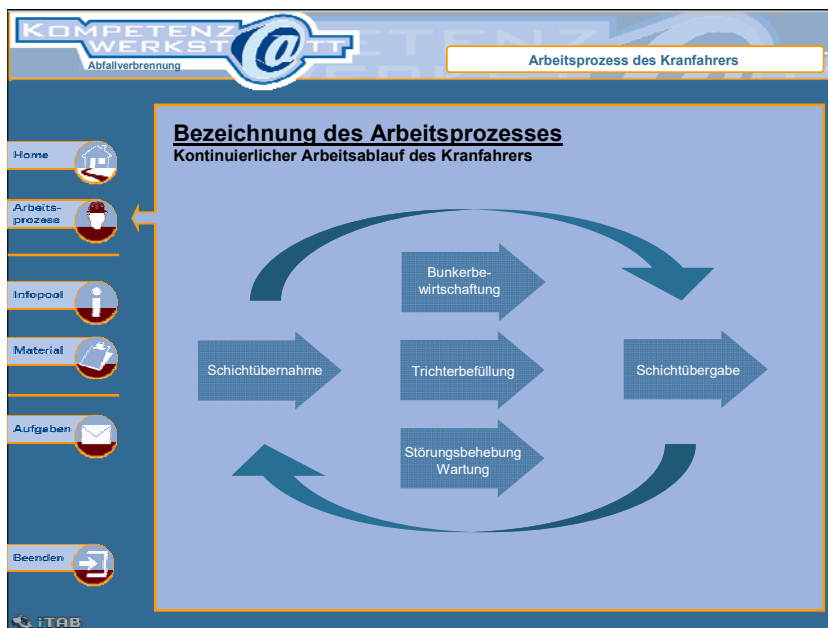 KOMPETENZ
WERKST@TT
Abfallverbrennung
Arbeitsprozess des Kranfahrers
Bezeichnung des Arbeitsprozesses
Kontinuierlicher Arbeitsablauf des Kranfahrers
Home
Arbeits-
prozess
Infopool
Material
Aufgaben
Beenden
Bunkerbe-
wirtschaftung
Schichtübernahme
Trichterbefüllung
Schichtübergabe
Störungsbehebung
Wartung
iTAB